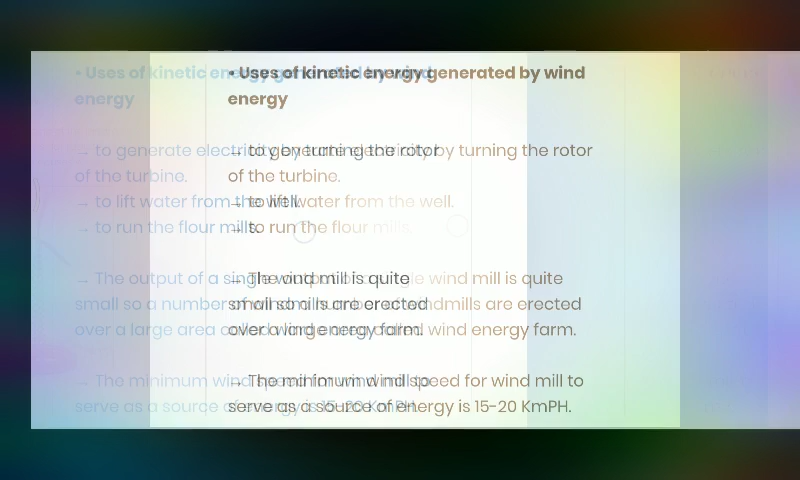 • Uses of kinetic energy generated by wind
energy
→ to generate electricity by turning the rotor
of the turbine.
→ to lift water from the well.
→ to run the flour mills.
→ The output of a single wind mill is quite
small so a number of windmills are erected
over a large area called wind energy farm.
→ The minimum wind speed for wind mill to
serve as a source of energy is 15-20 KmPH.